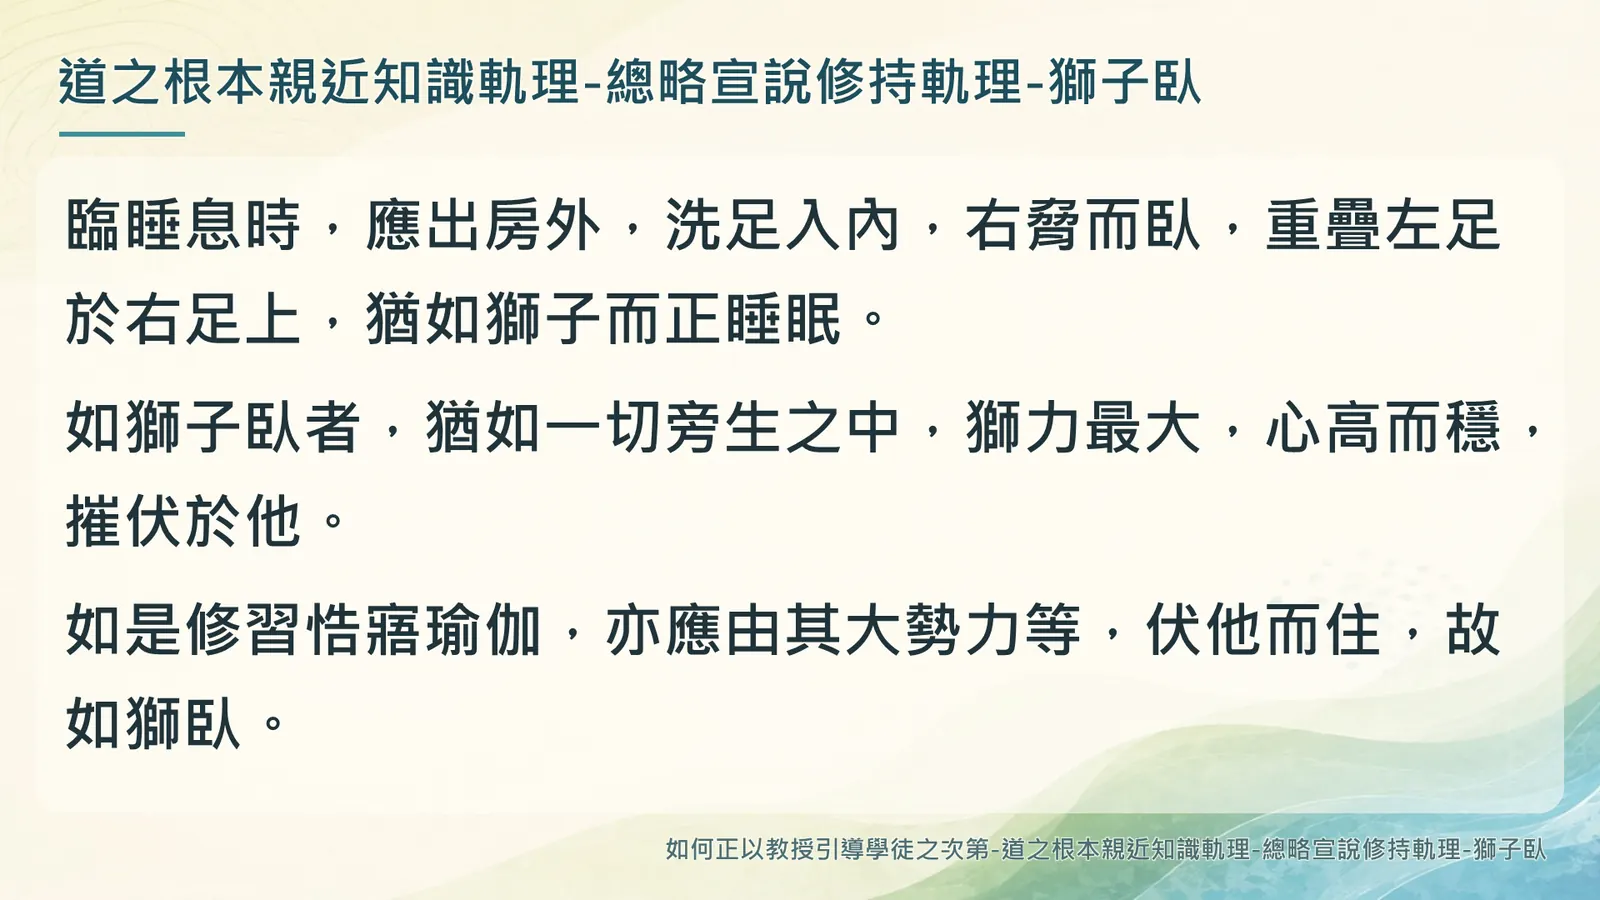 道之根本親近知識軌理-總略宣說修持軌理-獅子臥
臨睡息時，應出房外，洗足入內，右脅而臥，重疊左足
於右足上，猶如獅子而正睡眠。
如獅子臥者，猶如一切旁生之中，獅力最大，心高而穩，
摧伏於他。
如是修習悎寤瑜伽，亦應由其大勢力等，伏他而住，故
如獅臥。
如何正以教授引導學徒之次第-道之根本親近知識軌理-總略宣說修持軌理-獅子臥